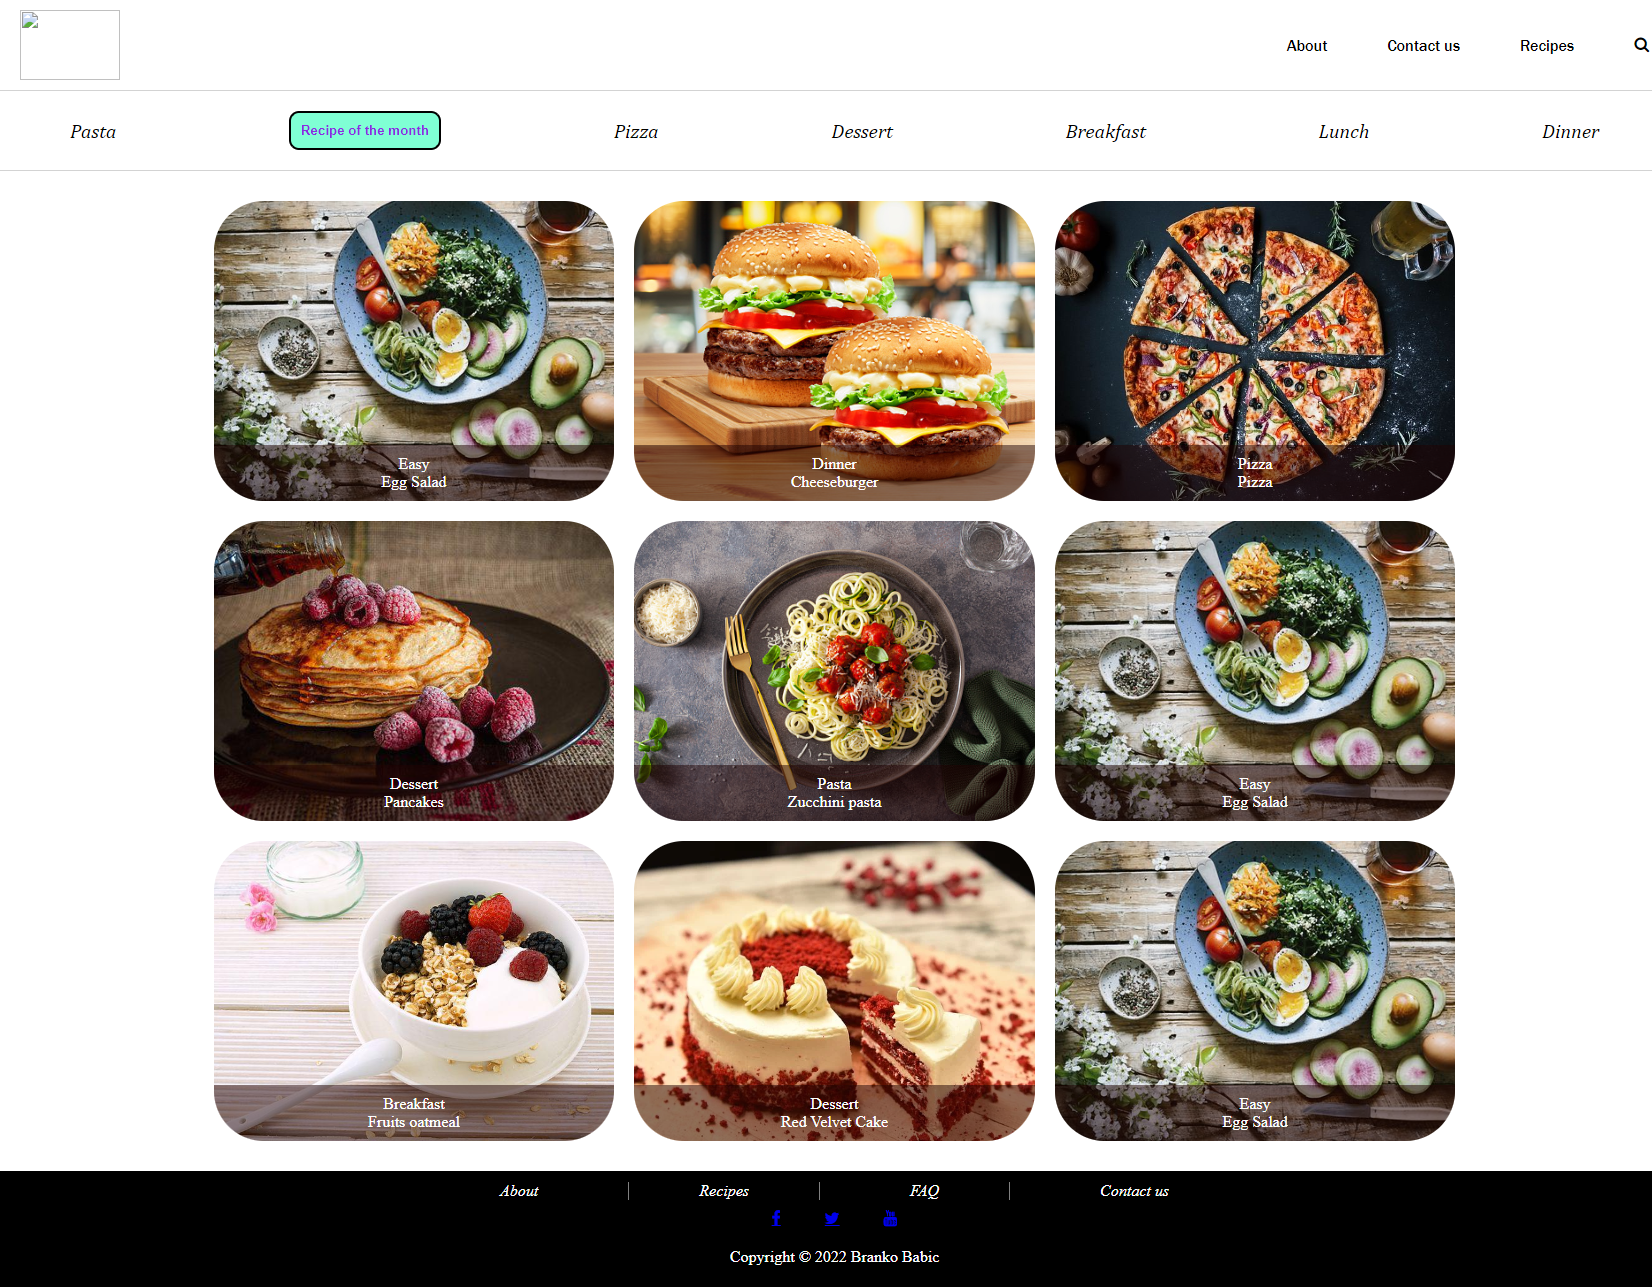 About Contact us Recipes
Pasta Recipe of the month Pizza Dessert Breakfast Lunch Dinner
Easy
Egg Salad
Dinner
Cheeseburger
Pizza
Pizza
Dessert
Pancakes
Pasta
Zucchini pasta
Easy
Egg Salad
Breakfast
Fruits oatmeal
Dessert
Red Velvet Cake
Easy
Egg Salad
About Recipes FAQ Contact us
Copyright © 2022 Branko Babic